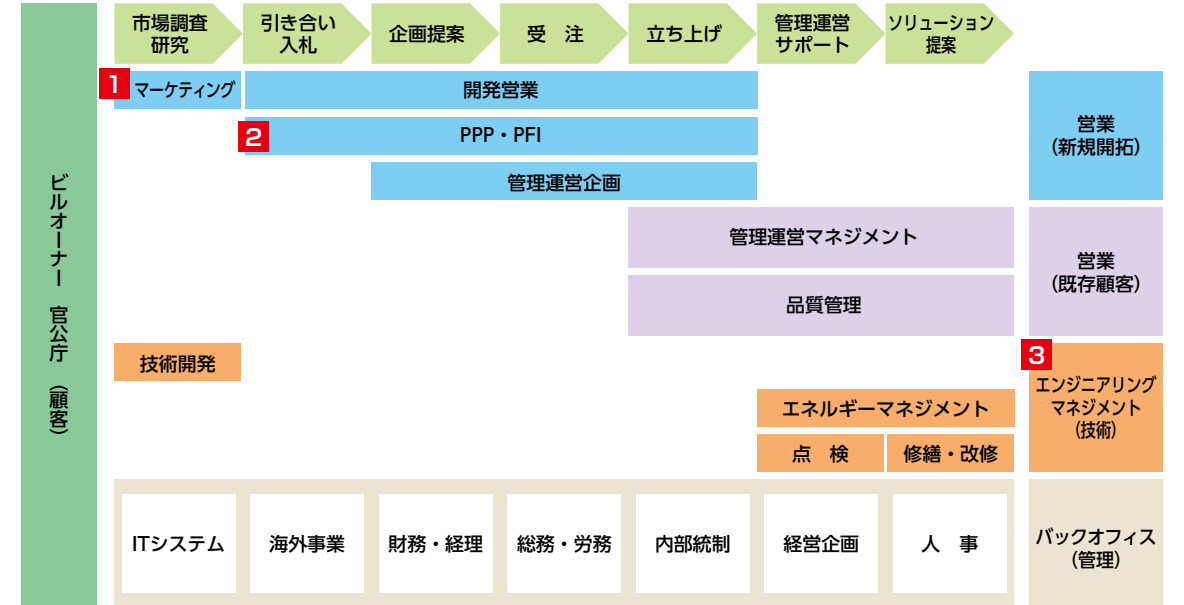 ビルオーナー 官公庁 (顧客)
市場調査
研究
引き合い
入札
企画提案
受 注
立ち上げ
管理運営
サポート
ソリューション
提案
1
マーケティング
開発営業
2
PPP・PFI
管理運営企画
営業
(新規開拓)
管理運営マネジメント
品質管理
営業
(既存顧客)
技術開発
エネルギーマネジメント
点 検
修繕・改修
3
エンジニアリング
マネジメント
(技術)
ITシステム
海外事業
財務・経理
総務・労務
内部統制
経営企画
人 事
バックオフィス
(管理)